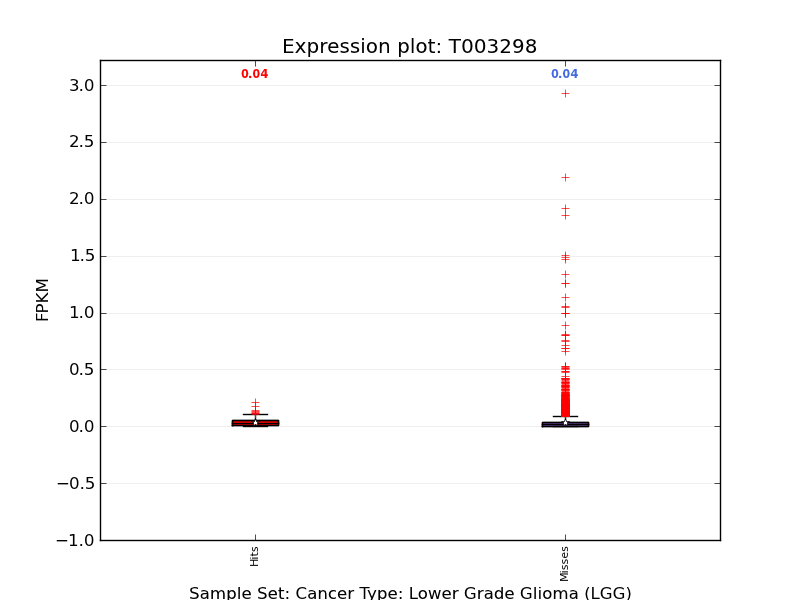 Expression plot: T003298
0.04
0.04
3.0
2.5
2.0
1.5
1.0
0.5
0.0
−0.5
−1.0
FPKM
Hits
Misses
Sample Set: Cancer Type: Lower Grade Glioma (LGG)